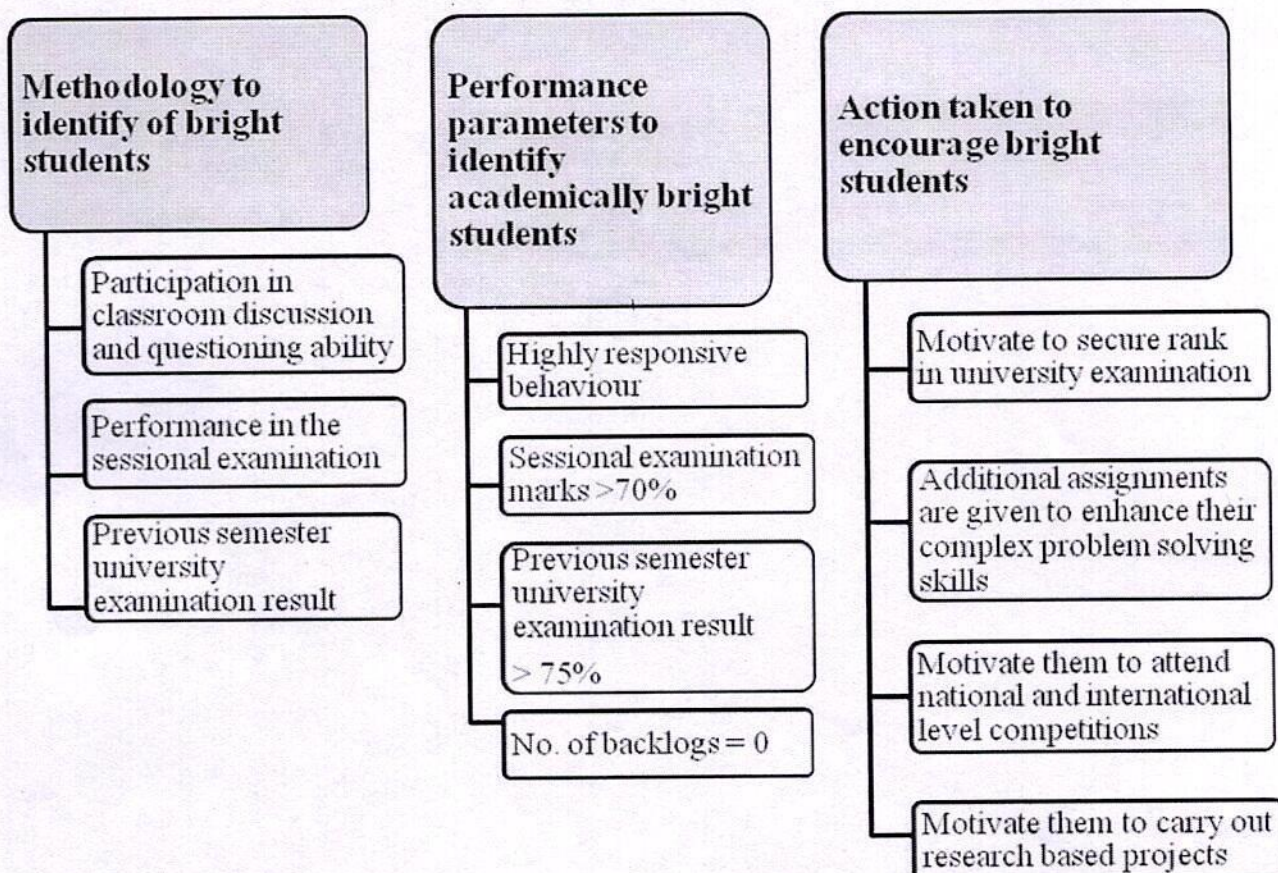 Methodology to
identify of bright
students
Participation in
classroom discussion
and questioning ability
Performance in the
sessional examination
Previous semester
university
examination result
Performance
parameters to
identify
academically bright
students
Highly responsive
behaviour
Sessional examination
marks >70%
Previous semester
university
examination result
> 75%
No. of backlogs = 0
Action taken to
encourage bright
students
Motivate to secure rank
in university examination
Additional assignments
are given to enhance their
complex problem solving
skills
Motivate them to attend
national and international
level competitions
Motivate them to carry out
research based projects